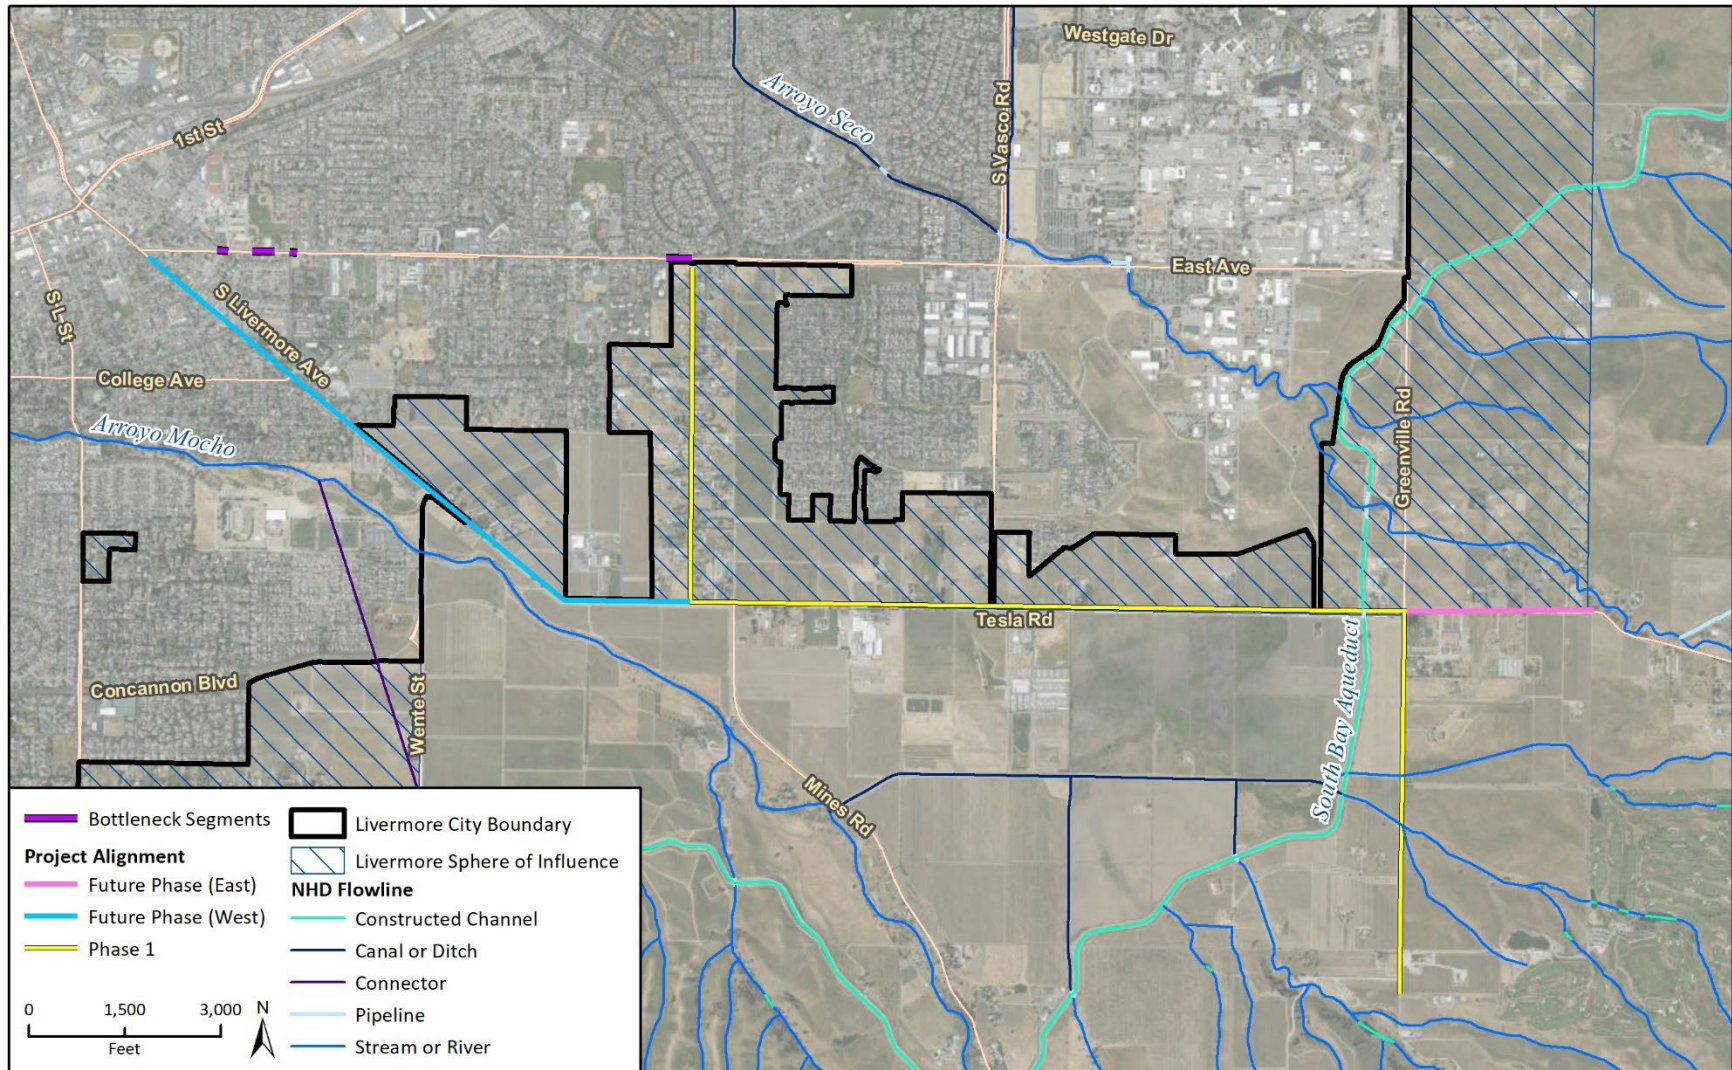 Westgate Dr
Arroyo Seco
S Vasco Rd
1st St
East Ave
S Livermore Ave
S L St
College Ave
Arroyo Mocho
Greenville Rd
Tesla Rd
South Bay Aqueduct
Concannon Blvd
Wente St
Mines Rd
Bottleneck Segments
Project Alignment
Future Phase (East)
Future Phase (West)
Phase 1
0 1,500 3,000
Feet
N
Livermore City Boundary
Livermore Sphere of Influence
NHD Flowline
Constructed Channel
Canal or Ditch
Connector
Pipeline
Stream or River